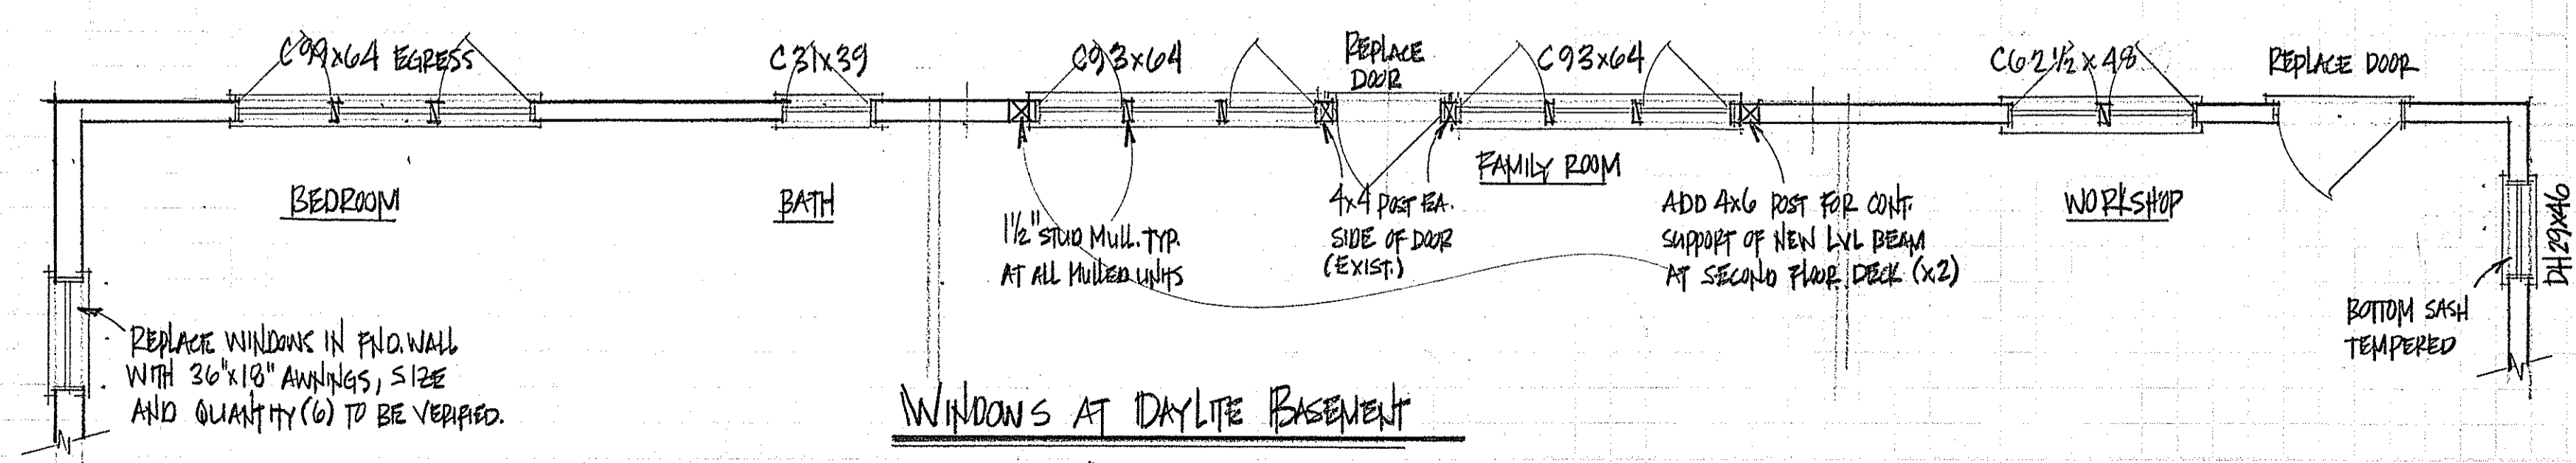 C99x64 EGRESS
C31x39
C93x64
REPLACE
DOOR
C93x64
C62½x48
REPLACE DOOR
BEDROOM
BATH
1½" STUD MULL. TYP.
AT ALL MULLED UNITS
4x4 POST EA.
SIDE OF DOOR
(EXIST.)
FAMILY ROOM
ADD 4x6 POST FOR CONT.
SUPPORT OF NEW LVL BEAM
AT SECOND FLOOR DECK (x2)
WORKSHOP
DH29x46
BOTTOM SASH
TEMPERED
REPLACE WINDOWS IN FND. WALL
WITH 36"x18" AWNINGS, SIZE
AND QUANTITY (6) TO BE VERIFIED.
WINDOWS AT DAYLITE BASEMENT